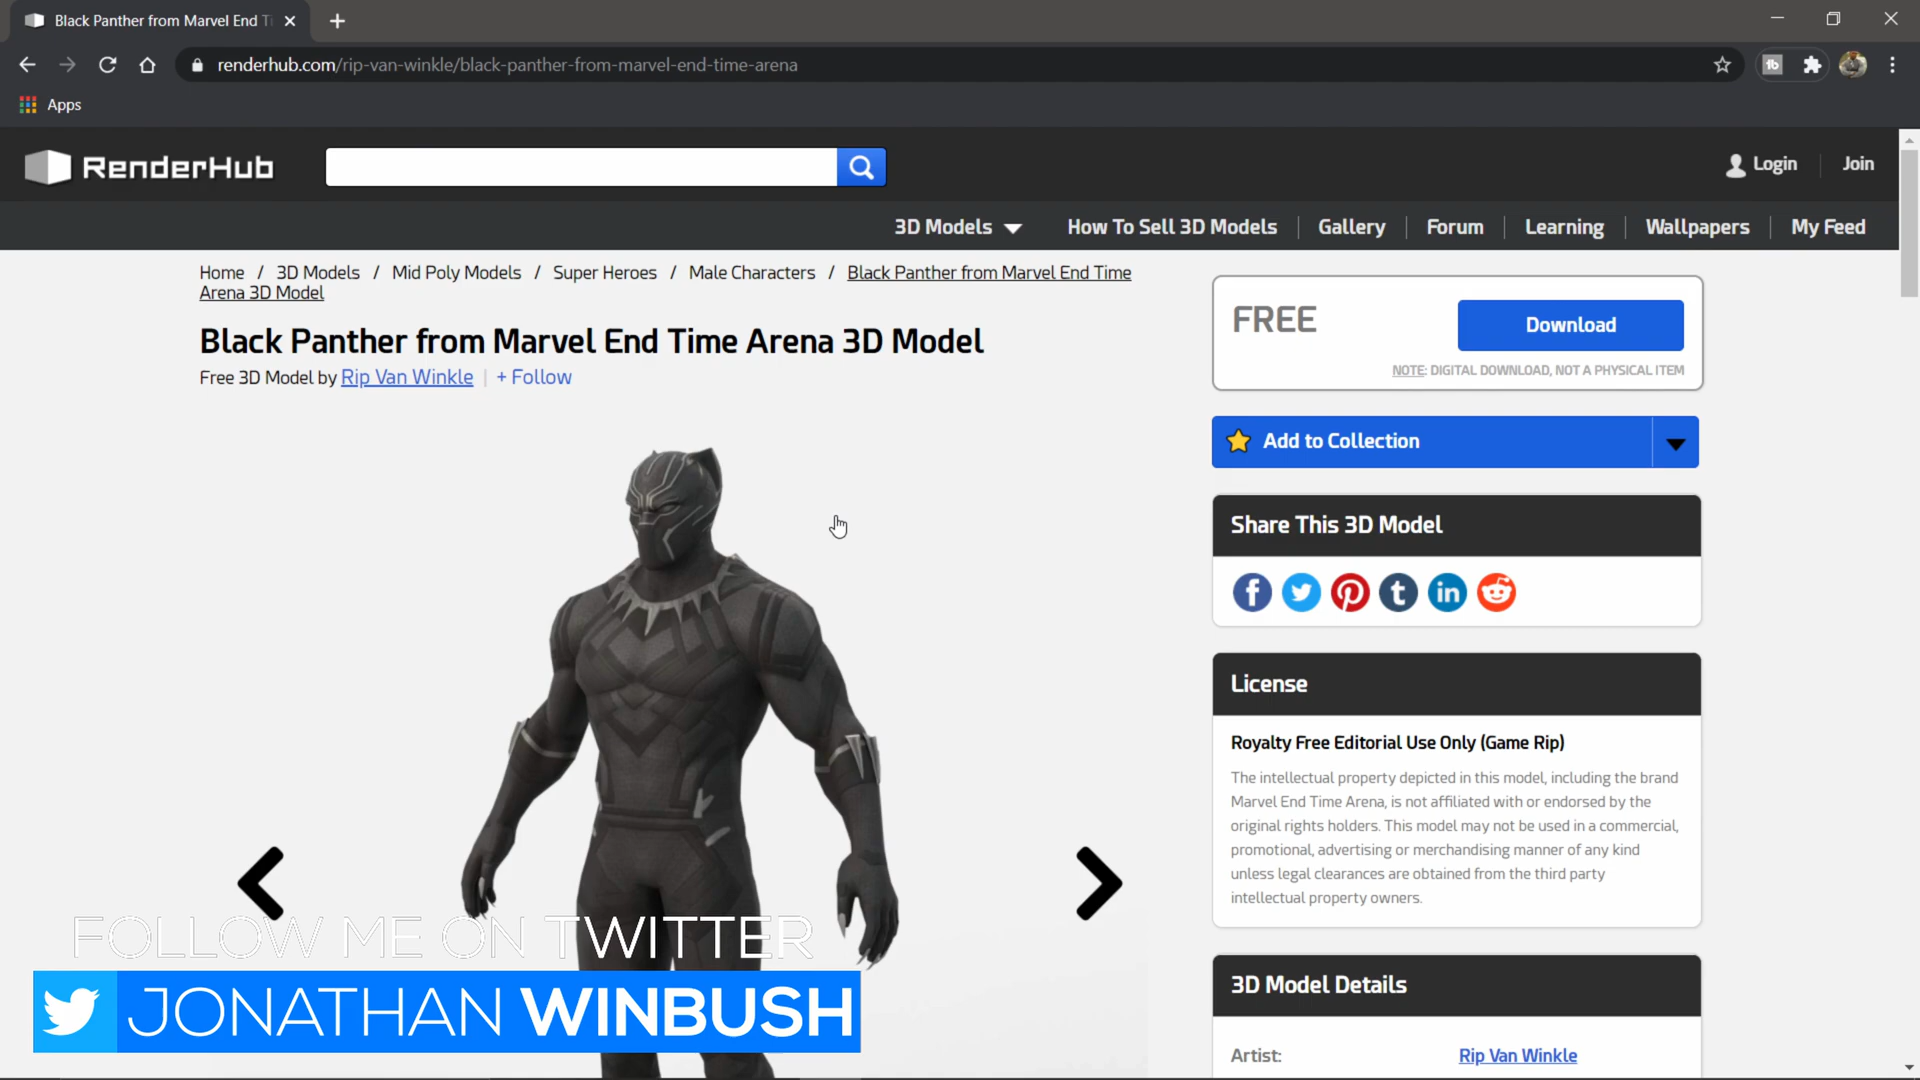 Black Panther from Marvel End Ti
renderhub.com/rip-van-winkle/black-panther-from-marvel-end-time-arena
tb
Apps
RenderHub
Login
Join
3D Models
How To Sell 3D Models
Gallery
Forum
Learning
Wallpapers
My Feed
Home / 3D Models / Mid Poly Models / Super Heroes / Male Characters / Black Panther from Marvel End Time
Arena 3D Model
Black Panther from Marvel End Time Arena 3D Model
Free 3D Model by Rip Van Winkle | + Follow
FREE
Download
NOTE: DIGITAL DOWNLOAD, NOT A PHYSICAL ITEM
Add to Collection
Share This 3D Model
License
Royalty Free Editorial Use Only (Game Rip)
The intellectual property depicted in this model, including the brand
Marvel End Time Arena, is not affiliated with or endorsed by the
original rights holders. This model may not be used in a commercial,
promotional, advertising or merchandising manner of any kind
unless legal clearances are obtained from the third party
intellectual property owners.
3D Model Details
Artist: Rip Van Winkle
FOLLOW ME ON TWITTER
JONATHAN WINBUSH